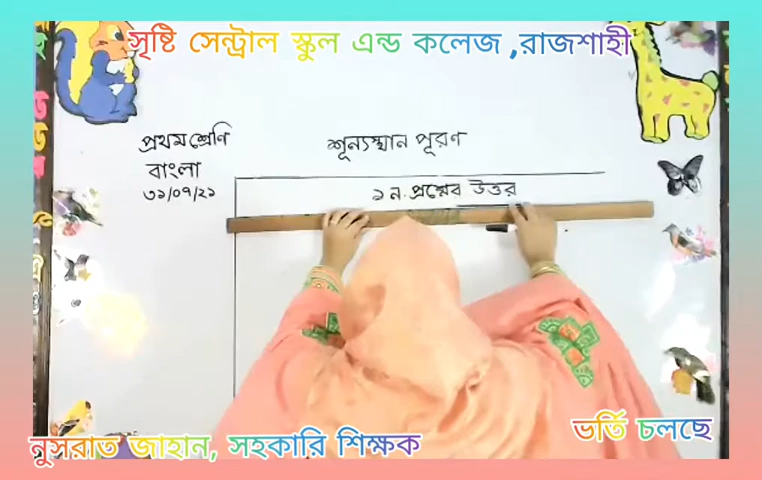 সৃষ্টি সেন্ট্রাল স্কুল এন্ড কলেজ ,রাজশাহী
প্রথম শ্রেণি
বাংলা
৩১/০৭/২১
শূন্যস্থান পূরণ
১ ন. প্রশ্নের উত্তর
নুসরাত জাহান, সহকারি শিক্ষক
ভর্তি চলছে